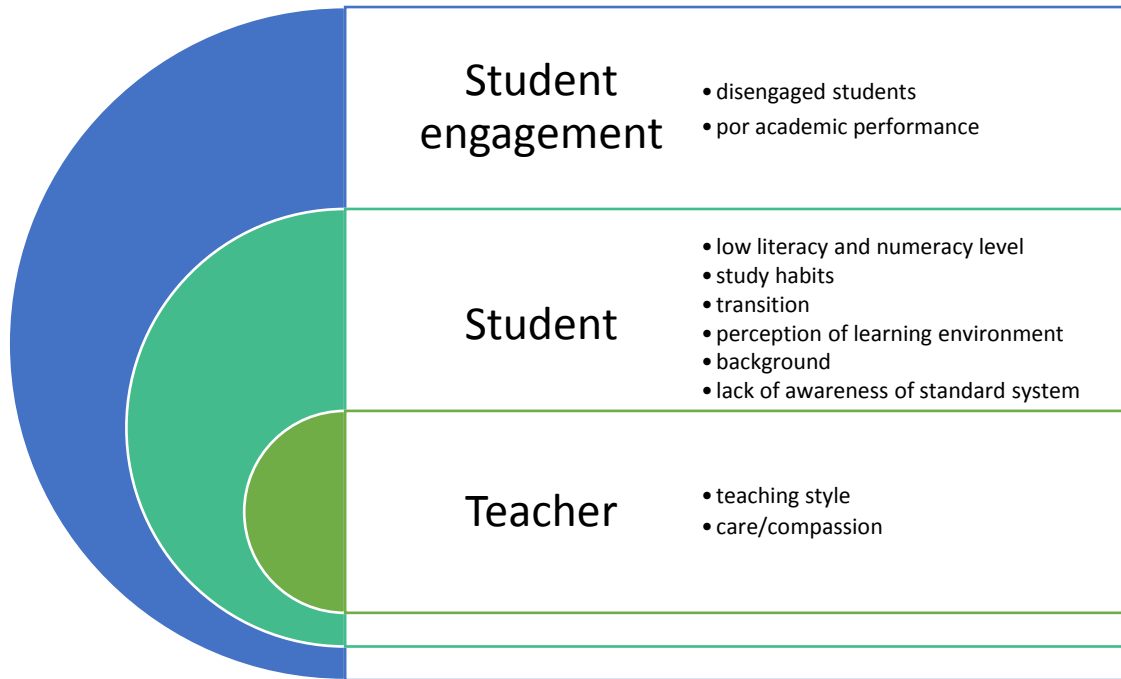 Student
engagement
• disengaged students
• por academic performance
Student
• low literacy and numeracy level
• study habits
• transition
• perception of learning environment
• background
• lack of awareness of standard system
Teacher
• teaching style
• care/compassion